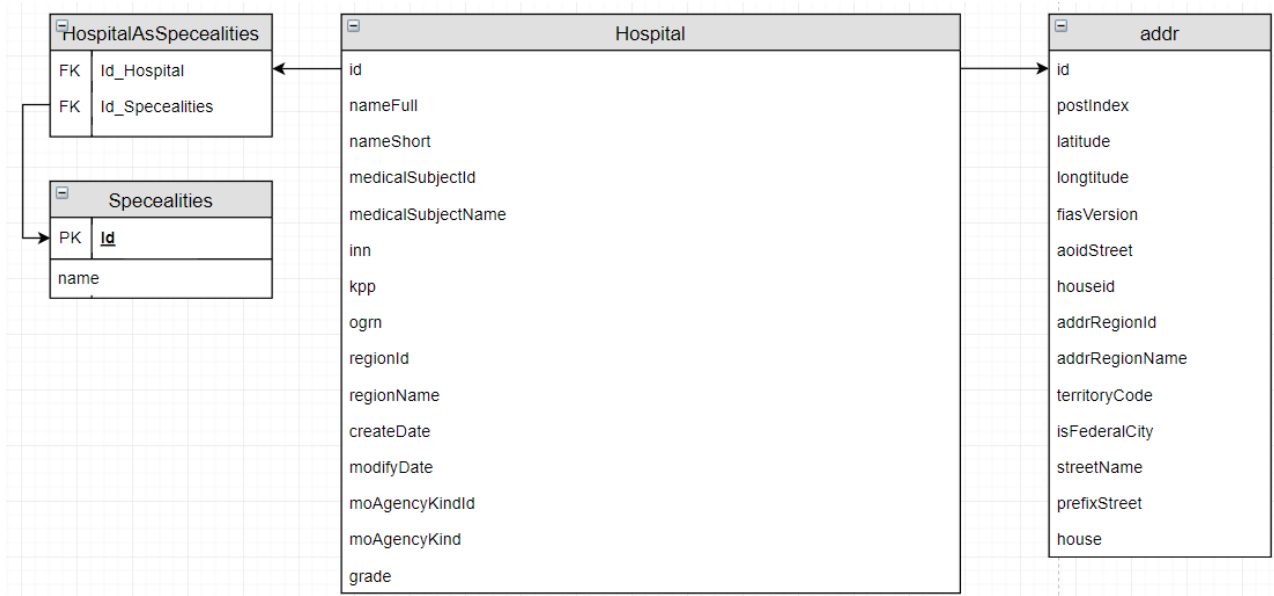 HospitalAsSpecealities
FK Id_Hospital
FK Id_Specealities
Specealities
PK Id
name
Hospital
id
nameFull
nameShort
medicalSubjectId
medicalSubjectName
inn
kpp
ogrn
regionId
regionName
createDate
modifyDate
moAgencyKindId
moAgencyKind
grade
addr
id
postIndex
latitude
longtitude
fiasVersion
aoidStreet
houseid
addrRegionId
addrRegionName
territoryCode
isFederalCity
streetName
prefixStreet
house